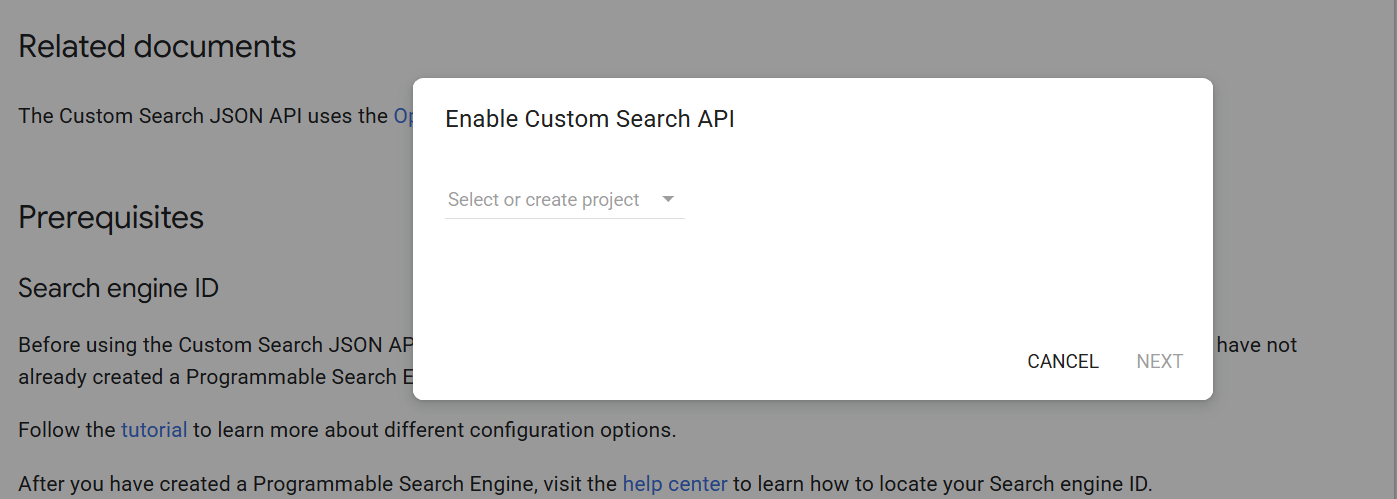 Related documents
The Custom Search JSON API uses the
Enable Custom Search API
Select or create project
Prerequisites
Search engine ID
Before using the Custom Search JSON AP
have not
already created a Programmable Search E
CANCEL NEXT
Follow the tutorial to learn more about different configuration options.
After you have created a Programmable Search Engine, visit the help center to learn how to locate your Search engine ID.